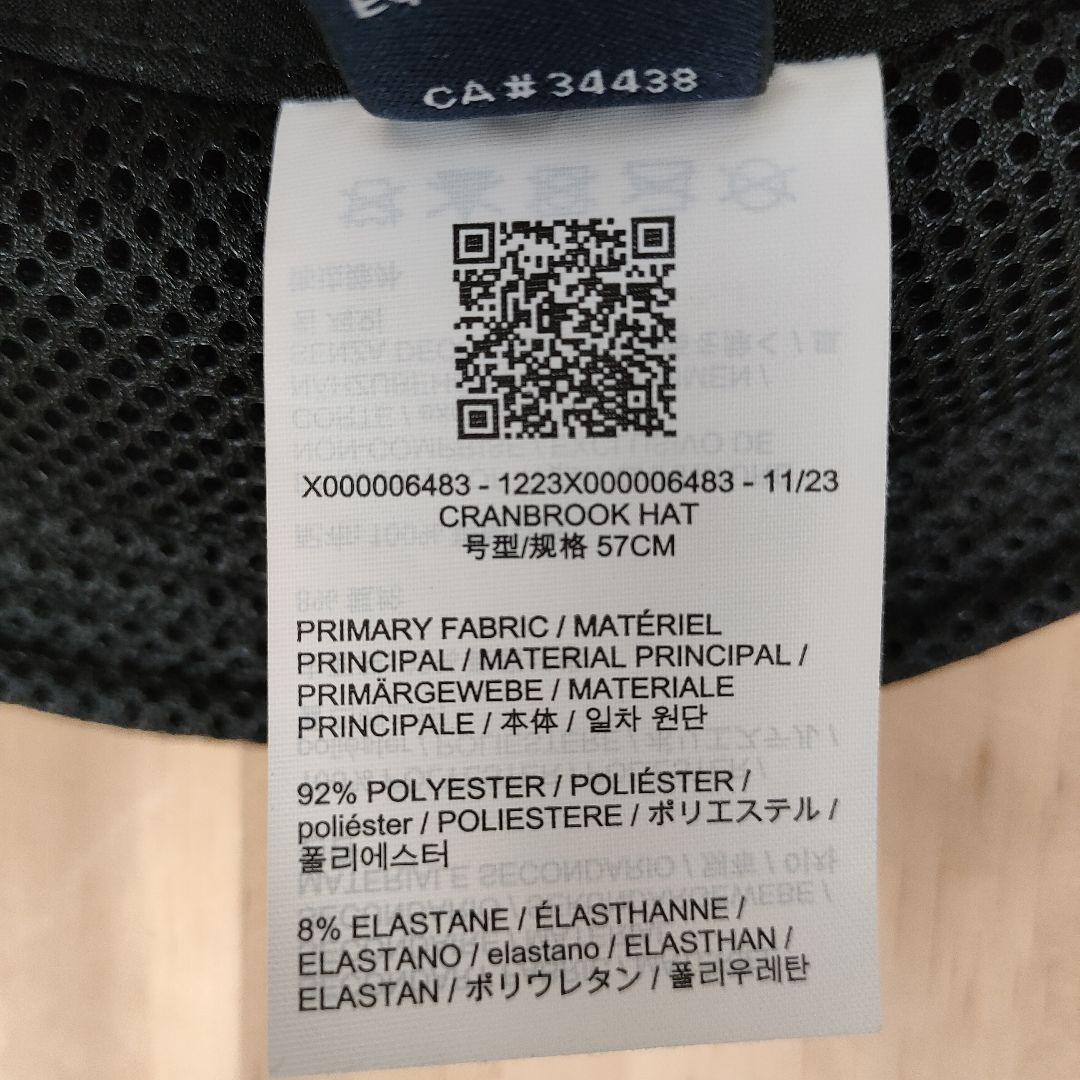 CA#34438
X000006483 - 1223X000006483 - 11/23
CRANBROOK HAT
号型/规格 57CM
PRIMARY FABRIC / MATÉRIEL
PRINCIPAL / MATERIAL PRINCIPAL /
PRIMÄRGEWEBE / MATERIALE
PRINCIPALE / 本体 / 일차 원단
92% POLYESTER / POLIÉSTER /
poliéster / POLIESTERE / ポリエステル /
폴리에스터
8% ELASTANE / ÉLASTHANNE /
ELASTANO / elastano / ELASTHAN /
ELASTAN / ポリウレタン / 폴리우레탄